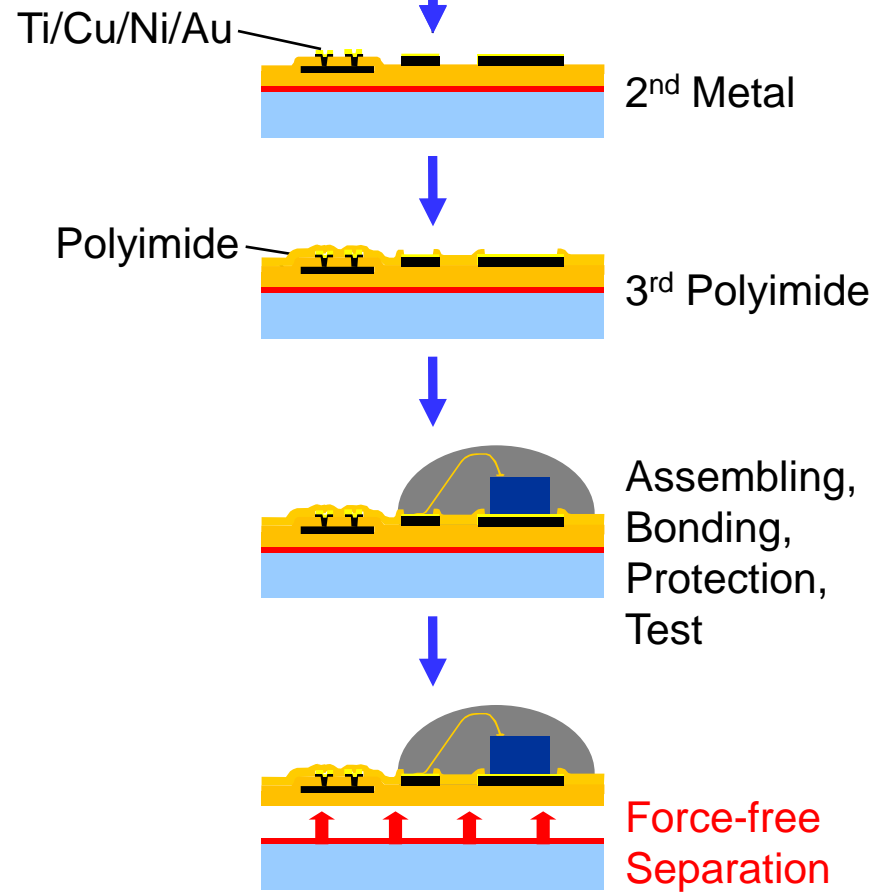 Ti/Cu/Ni/Au
2nd Metal
Polyimide
3rd Polyimide
Assembling,
Bonding,
Protection,
Test
Force-free
Separation